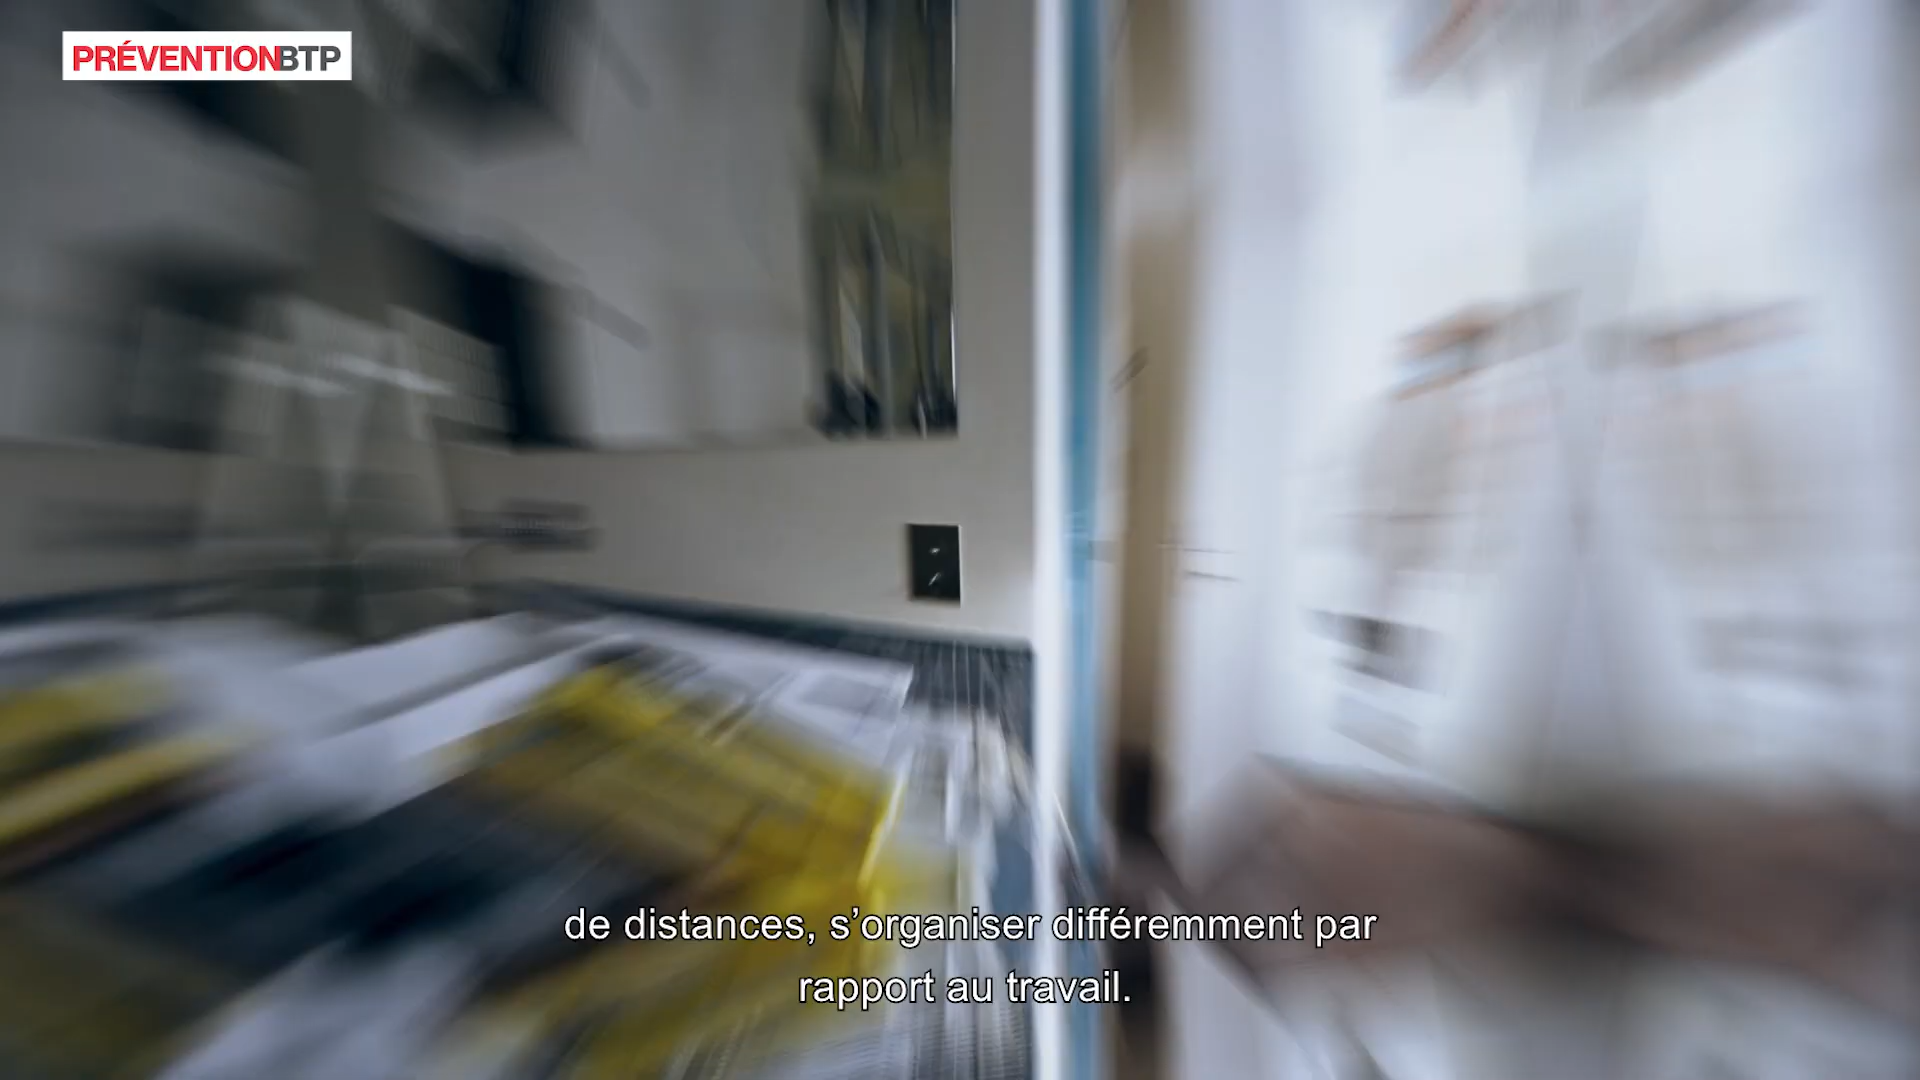 PRÉVENTIONBTP
de distances, s’organiser différemment par
rapport au travail.